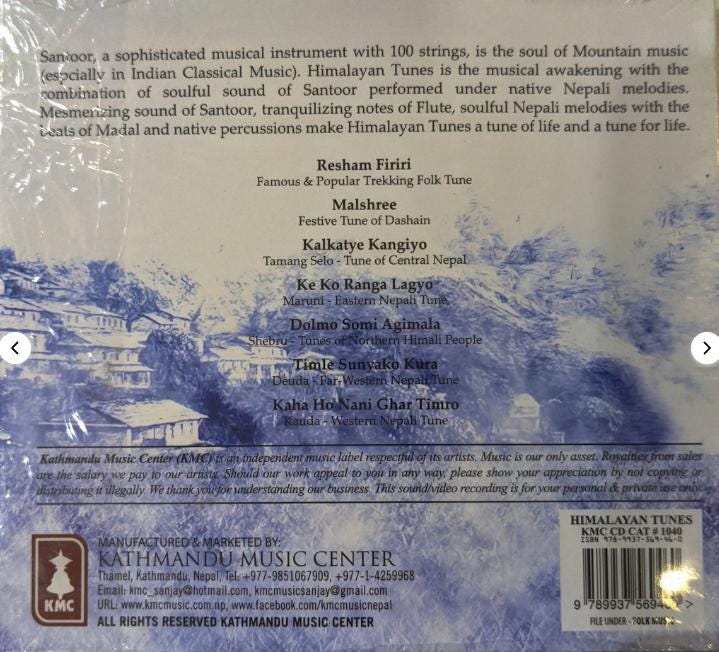 Santoor, a sophisticated musical instrument with 100 strings, is the soul of Mountain music
(espcially in Indian Classical Music). Himalayan Tunes is the musical awakening with the
combination of soulful sound of Santoor performed under native Nepali melodies.
Mesmerizing sound of Santoor, tranquilizing notes of Flute, soulful Nepali melodies with the
beats of Madal and native percussions make Himalayan Tunes a tune of life and a tune for life.
Resham Firiri
Famous & Popular Trekking Folk Tune
Malshree
Festive Tune of Dashain
Kalkatye Kangiyo
Tamang Selo - Tune of Central Nepal
Ke Ko Ranga Lagyo
Maruni - Eastern Nepali Tune
Dolmo Somi Agimala
Shebru - Tunes of Northern Himali People
Timle Sunyako Kura
Deuda - Far-Western Nepali Tune
Kaha Ho Nani Ghar Timro
Kauda - Western Nepali Tune
Kathmandu Music Center (KMC) is an independent music label respectful of its artists. Music is our only asset. Royalties from sales
are the salary we pay to our artists. Should our work appeal to you in any way, please show your appreciation by not copying or
distributing it illegally. We thank you for understanding our business. This sound/video recording is for your personal & private use only.
KMC
MANUFACTURED & MARKETED BY:
KATHMANDU MUSIC CENTER
Thamel, Kathmandu, Nepal, Tel: +977-9851067909, +977-1-4259968
Email: kmc_sanjay@hotmail.com, kmcmusicsanjay@gmail.com
URL: www.kmcmusic.com.np, www.facebook.com/kmcmusicnepal
ALL RIGHTS RESERVED KATHMANDU MUSIC CENTER
HIMALAYAN TUNES
KMC CD CAT # 1040
ISBN 978-9937-569-46-0
FILE UNDER - FOLK MUSIC